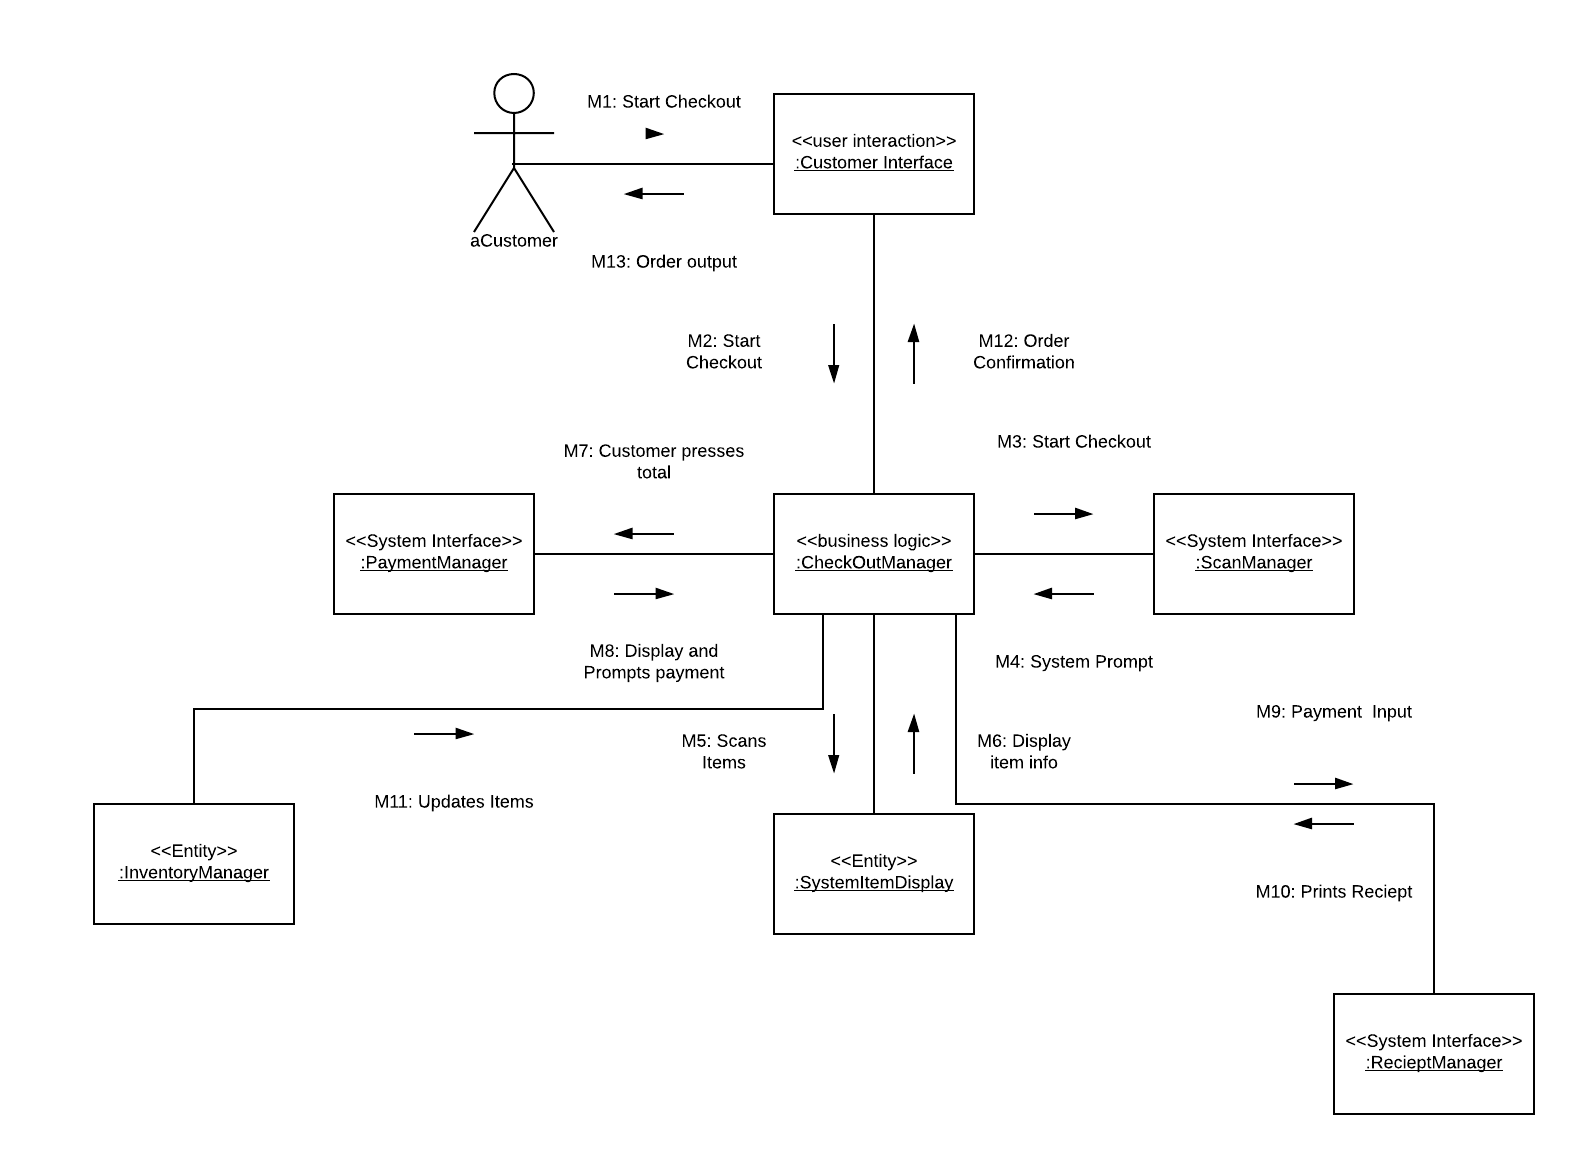 M1: Start Checkout
<<user interaction>>
:Customer Interface
aCustomer
M13: Order output
M2: Start
Checkout
M12: Order
Confirmation
M7: Customer presses
total
M3: Start Checkout
<<System Interface>>
:PaymentManager
<<business logic>>
:CheckOutManager
<<System Interface>>
:ScanManager
M8: Display and
Prompts payment
M4: System Prompt
M9: Payment  Input
M5: Scans
Items
M6: Display
item info
M11: Updates Items
<<Entity>>
:InventoryManager
<<Entity>>
:SystemItemDisplay
M10: Prints Reciept
<<System Interface>>
:RecieptManager